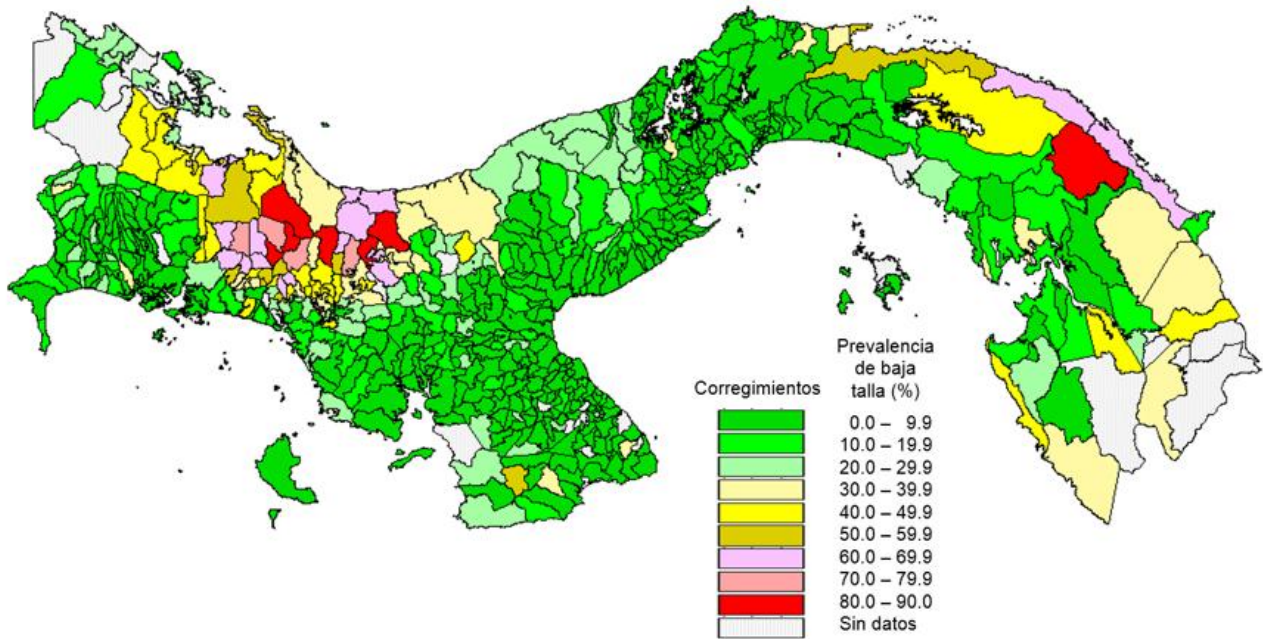 Prevalencia
de baja
talla (%)
Corregimientos
0.0 – 9.9
10.0 – 19.9
20.0 – 29.9
30.0 – 39.9
40.0 – 49.9
50.0 – 59.9
60.0 – 69.9
70.0 – 79.9
80.0 – 90.0
Sin datos